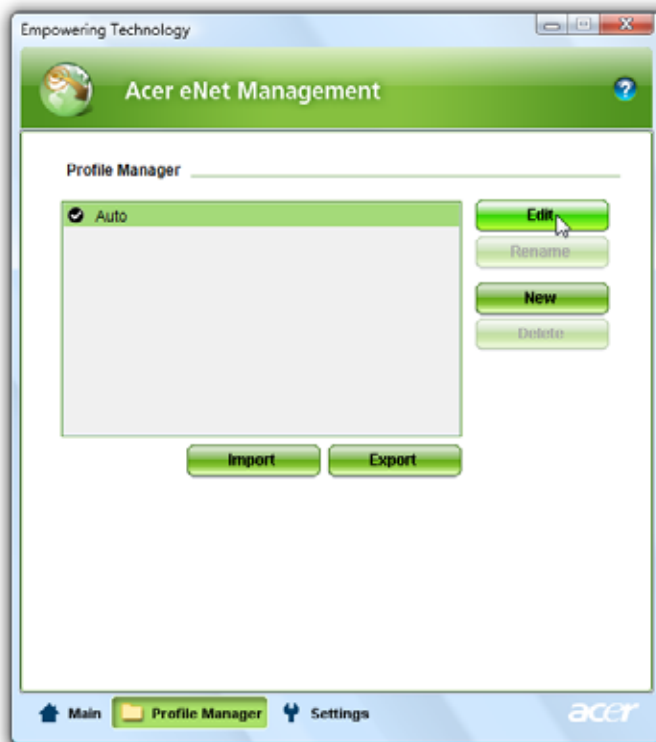 Empowering Technology
Acer eNet Management
?
Profile Manager
Auto
Edit
Rename
New
Delete
Import Export
Main Profile Manager Settings acer